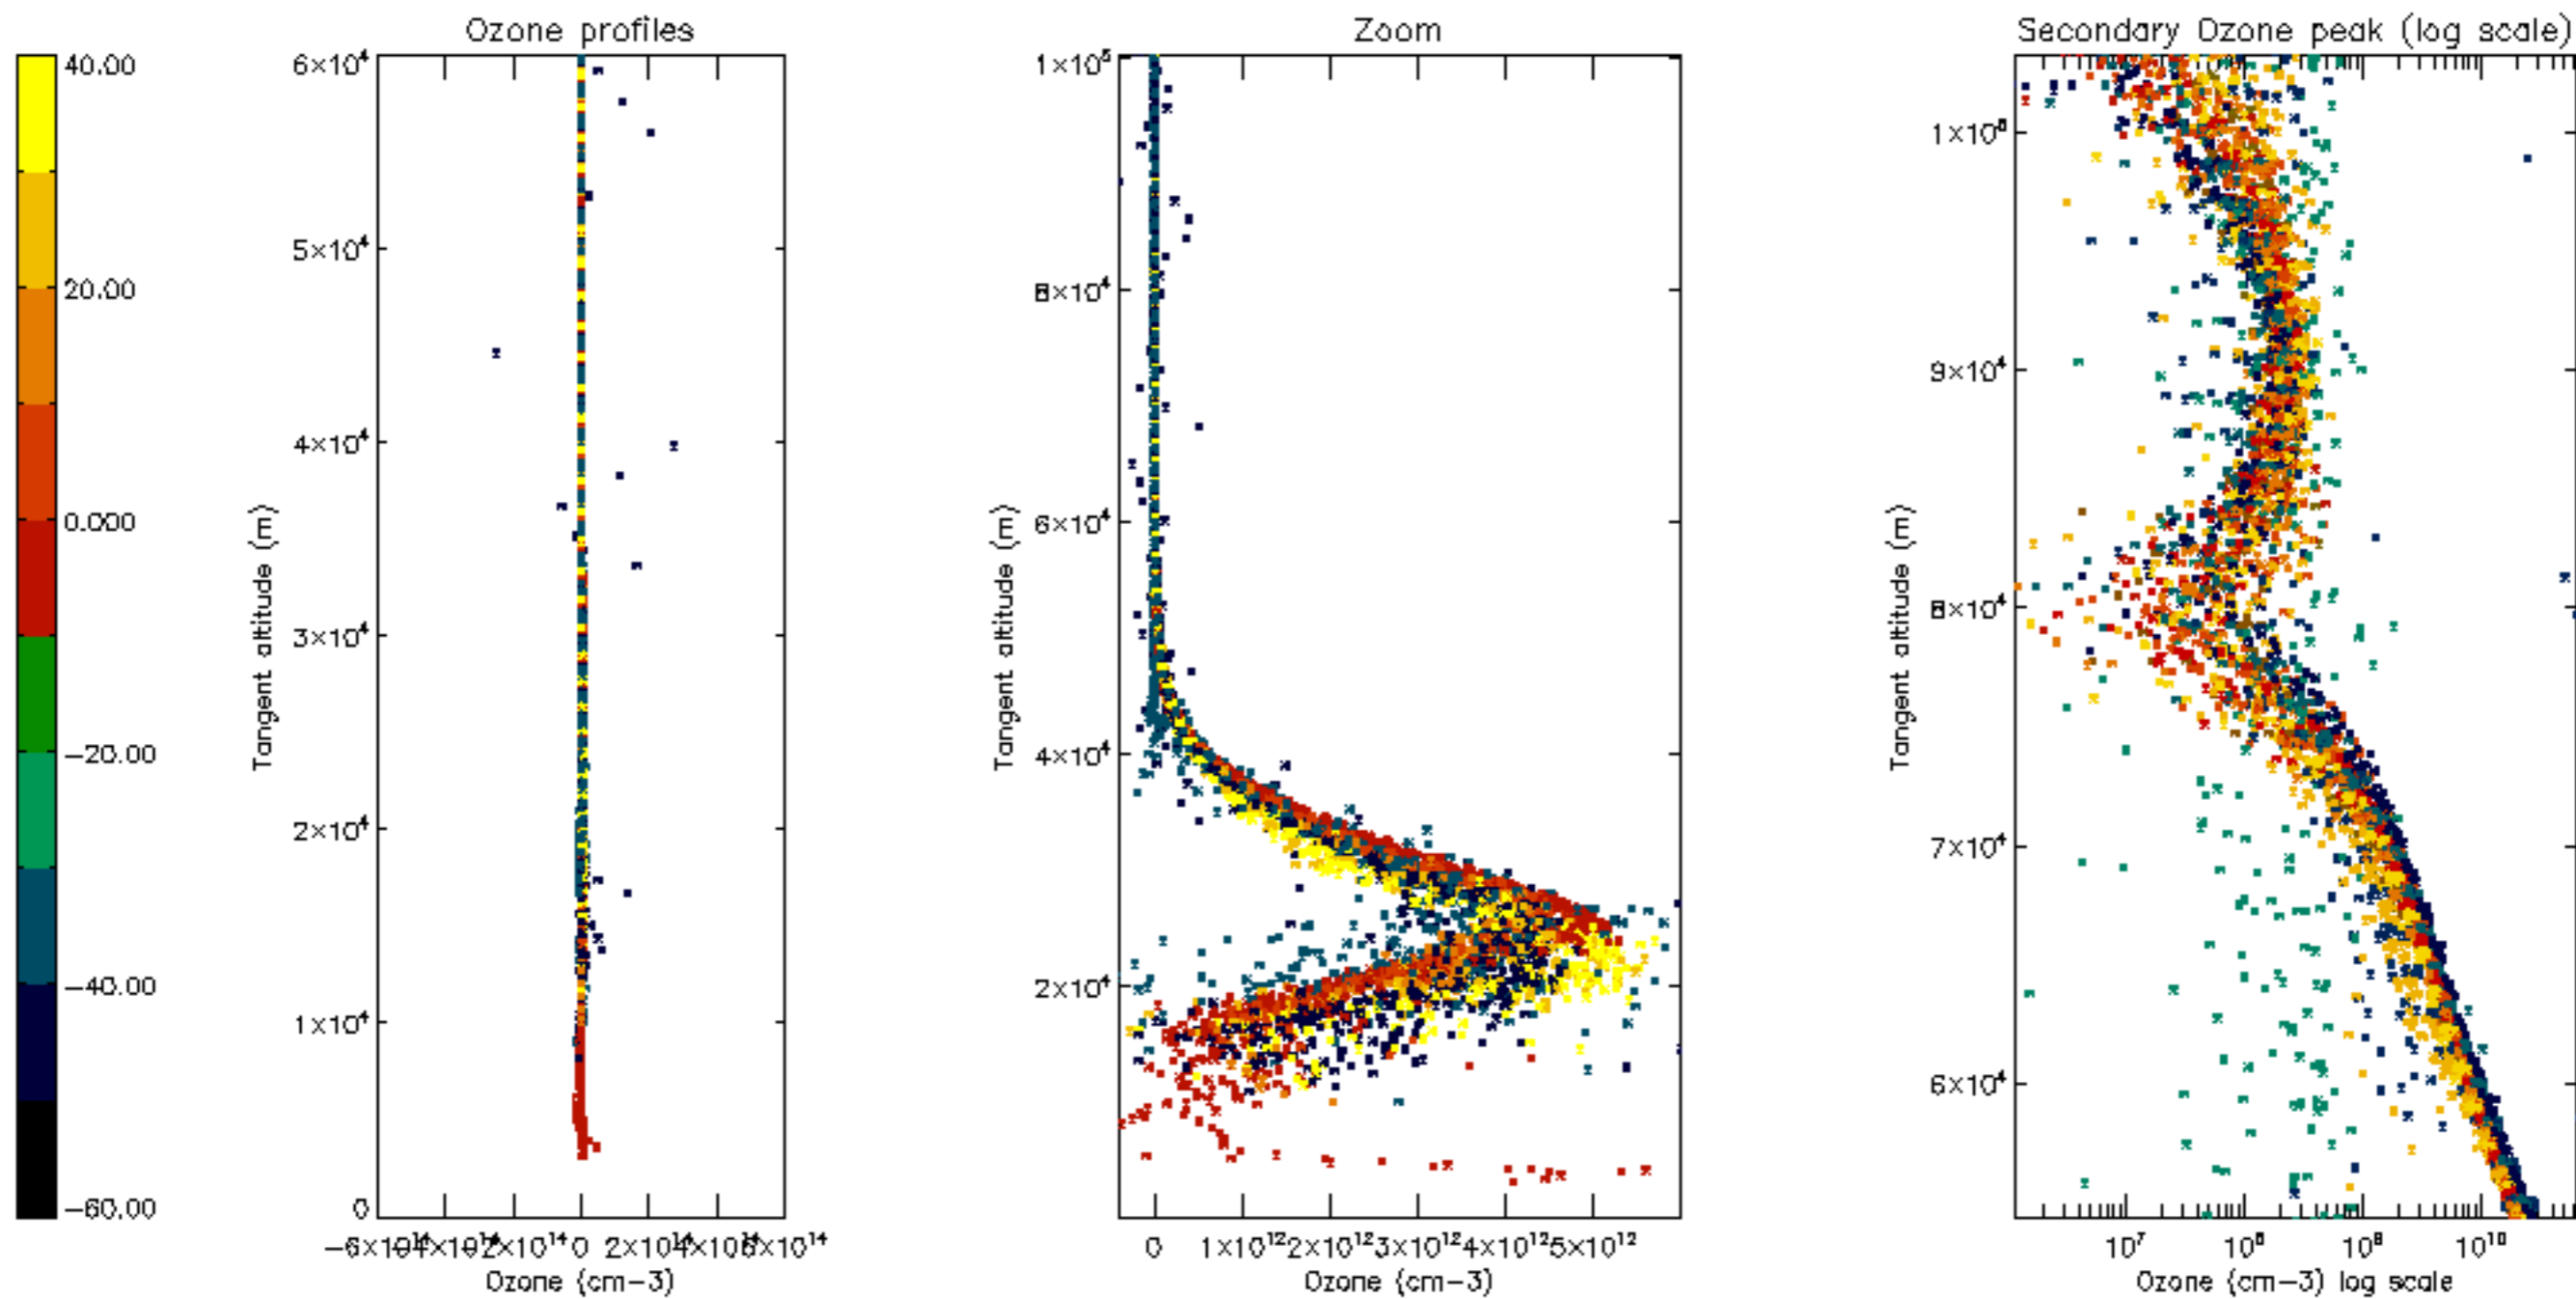 Ozone profiles
Zoom
Secondary Ozone peak (log scale)
40.00
20.00
0.000
−20.00
−40.00
−60.00
6×10⁴
5×10⁴
4×10⁴
3×10⁴
2×10⁴
1×10⁴
0
Tangent altitude (m)
0
Ozone (cm−3)
1×10⁵
8×10⁴
6×10⁴
4×10⁴
2×10⁴
Tangent altitude (m)
0 1×10¹² 2×10¹² 3×10¹² 4×10¹² 5×10¹²
Ozone (cm−3)
9×10⁴
8×10⁴
7×10⁴
6×10⁴
Tangent altitude (m)
10⁷ 10⁸ 10⁹ 10¹⁰
Ozone (cm−3) log scale